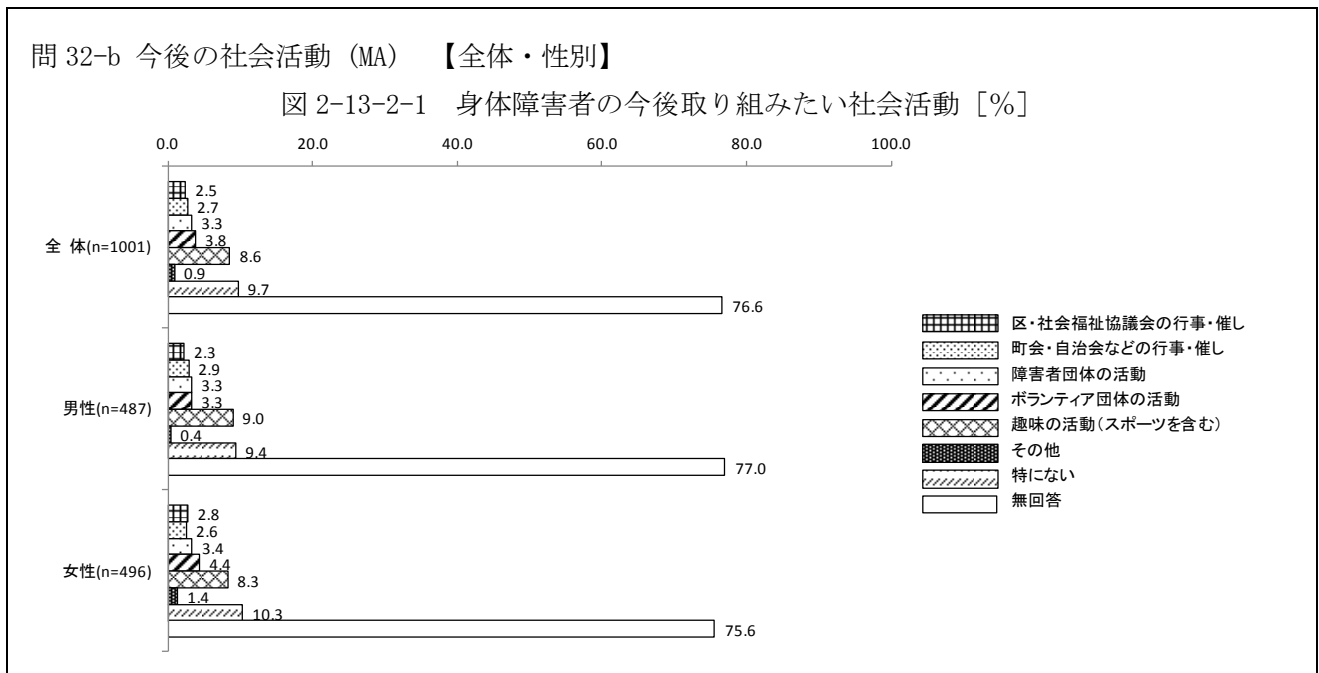 問 32-b 今後の社会活動 (MA) 【全体・性別】
図 2-13-2-1 身体障害者の今後取り組みたい社会活動［%］
0.0 20.0 40.0 60.0 80.0 100.0
全 体(n=1001)
2.5
2.7
3.3
3.8
8.6
0.9
9.7
76.6
男性(n=487)
2.3
2.9
3.3
3.3
9.0
0.4
9.4
77.0
女性(n=496)
2.8
2.6
3.4
4.4
8.3
1.4
10.3
75.6
区・社会福祉協議会の行事・催し
町会・自治会などの行事・催し
障害者団体の活動
ボランティア団体の活動
趣味の活動（スポーツを含む）
その他
特にない
無回答